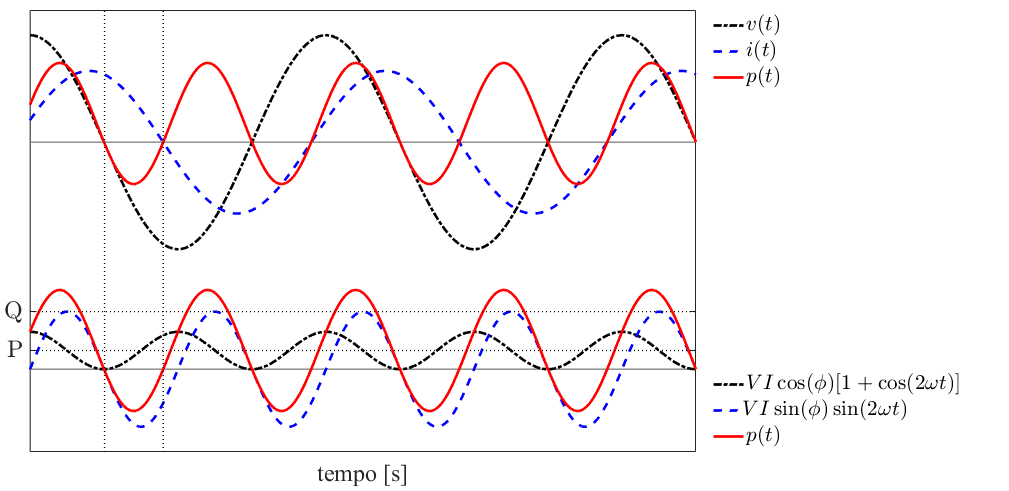 v(t)
i(t)
p(t)
Q
P
VI cos(ϕ)[1 + cos(2ωt)]
VI sin(ϕ) sin(2ωt)
p(t)
tempo [s]